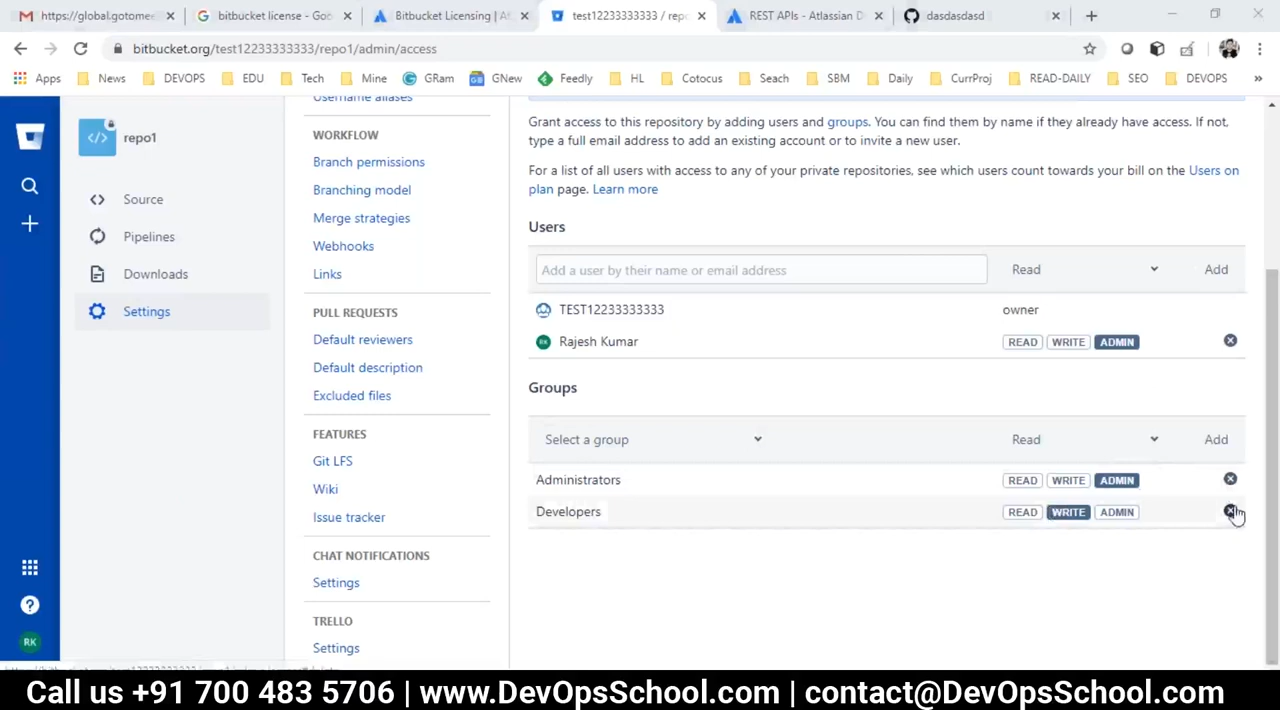 https://global.gotomee
bitbucket license - Goo
Bitbucket Licensing | At
test12233333333 / repo
REST APIs - Atlassian D
dasdasdasd
bitbucket.org/test12233333333/repo1/admin/access
Apps
News
DEVOPS
EDU
Tech
Mine
GRam
GNew
Feedly
HL
Cotocus
Seach
SBM
Daily
CurrProj
READ-DAILY
SEO
DEVOPS
»
repo1
Source
Pipelines
Downloads
Settings
RK
Username aliases
WORKFLOW
Branch permissions
Branching model
Merge strategies
Webhooks
Links
PULL REQUESTS
Default reviewers
Default description
Excluded files
FEATURES
Git LFS
Wiki
Issue tracker
CHAT NOTIFICATIONS
Settings
TRELLO
Settings
Grant access to this repository by adding users and groups. You can find them by name if they already have access. If not,
type a full email address to add an existing account or to invite a new user.
For a list of all users with access to any of your private repositories, see which users count towards your bill on the Users on
plan page. Learn more
Users
Add a user by their name or email address Read Add
TEST12233333333 owner
RK Rajesh Kumar READ WRITE ADMIN
Groups
Select a group Read Add
Administrators READ WRITE ADMIN
Developers READ WRITE ADMIN
Call us +91 700 483 5706 | www.DevOpsSchool.com | contact@DevOpsSchool.com